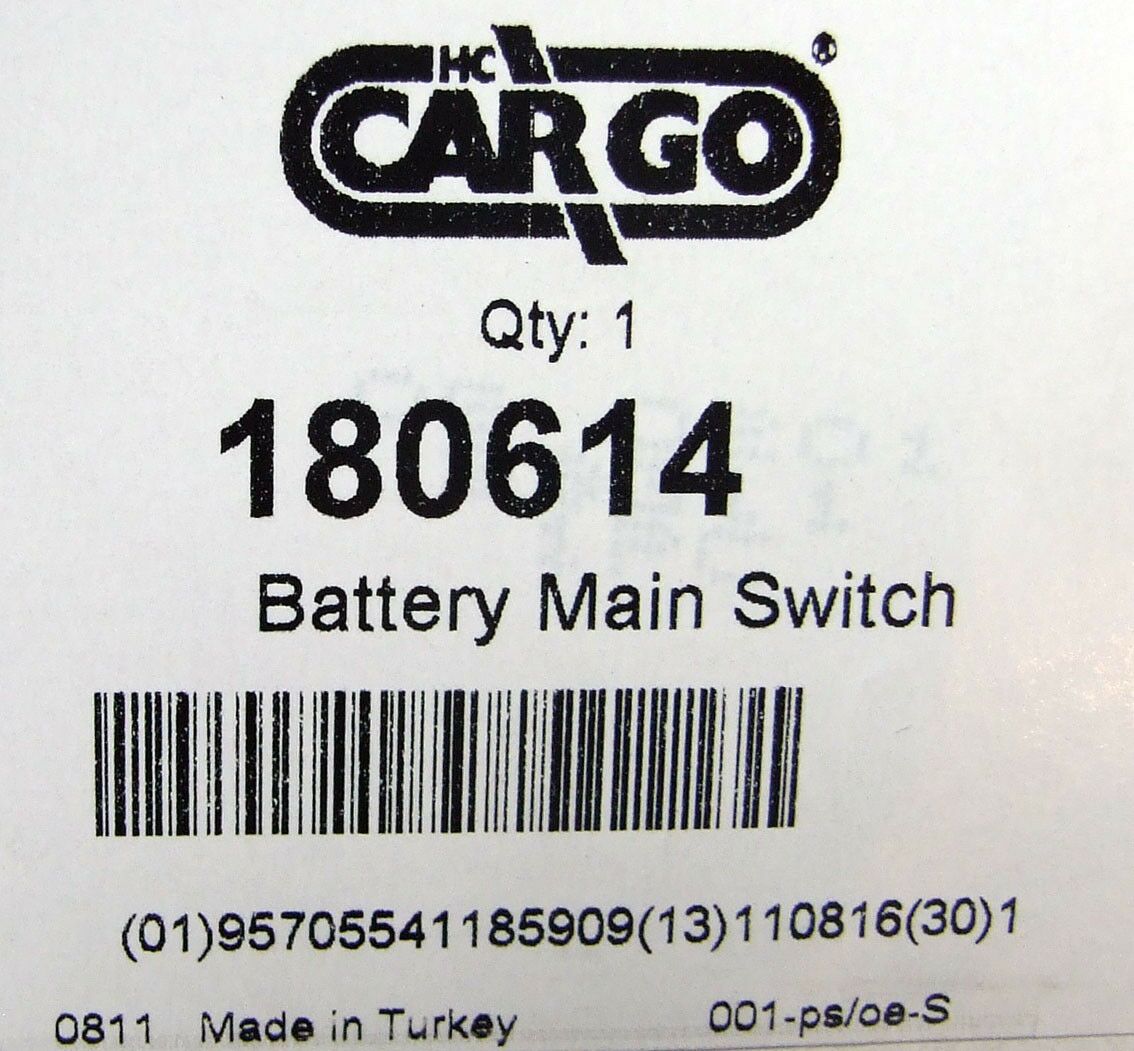 HC
CARGO®
Qty: 1
180614
Battery Main Switch
(01)95705541185909(13)110816(30)1
0811 Made in Turkey 001-ps/oe-S